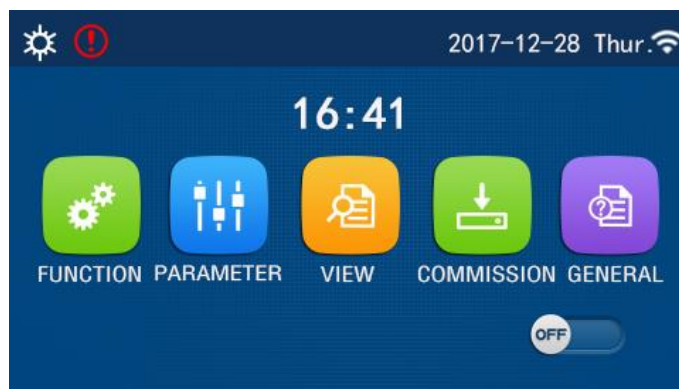 2017-12-28 Thur.
16:41
FUNCTION PARAMETER VIEW COMMISSION GENERAL
OFF